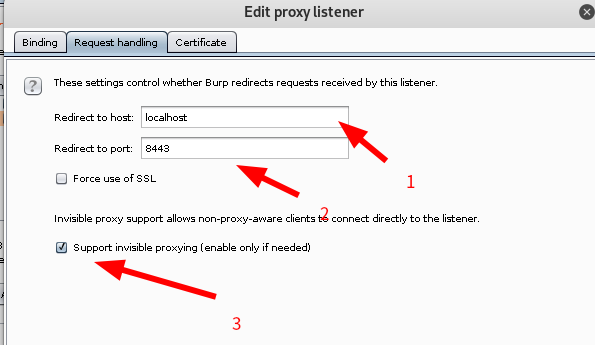 Edit proxy listener
Binding Request handling Certificate
? These settings control whether Burp redirects requests received by this listener.
Redirect to host: localhost
1
Redirect to port: 8443
2
Force use of SSL
Invisible proxy support allows non-proxy-aware clients to connect directly to the listener.
Support invisible proxying (enable only if needed)
3